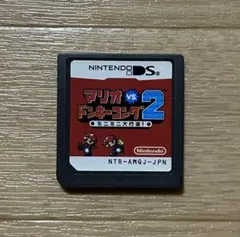 NINTENDO DS
マリオ VS.
ドンキーコング 2
ミニミニ大行進!
Nintendo
NTR-AMQJ-JPN